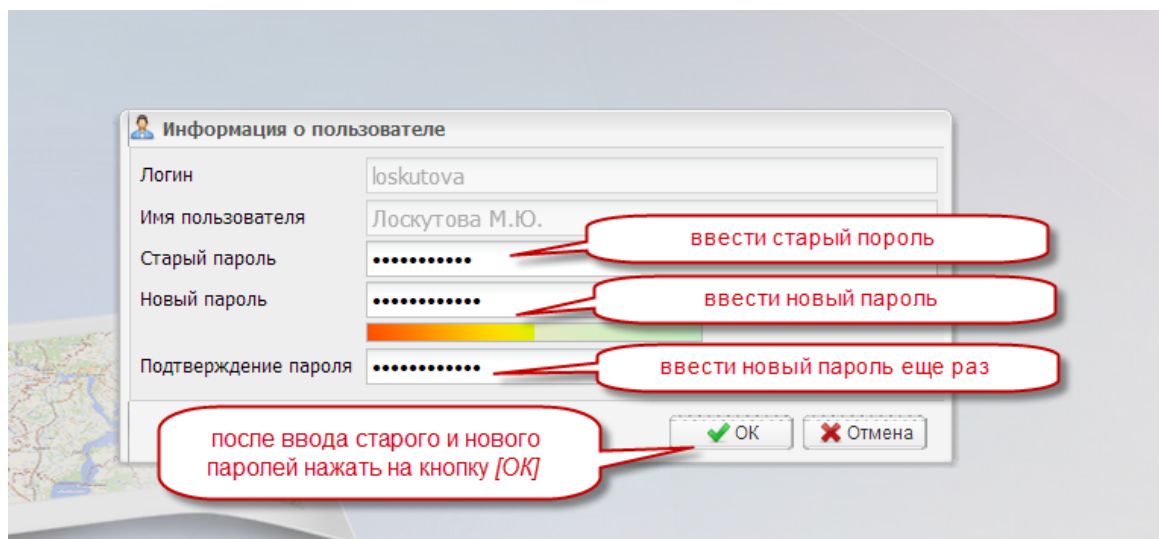 Информация о пользователе
Логин
loskutova
Имя пользователя
Лоскутова М.Ю.
ввести старый пороль
Старый пароль
•••••••••••
Новый пароль
••••••••••••
ввести новый пароль
Подтверждение пароля
••••••••••••
ввести новый пароль еще раз
после ввода старого и нового
паролей нажать на кнопку [ОК]
ОК
Отмена